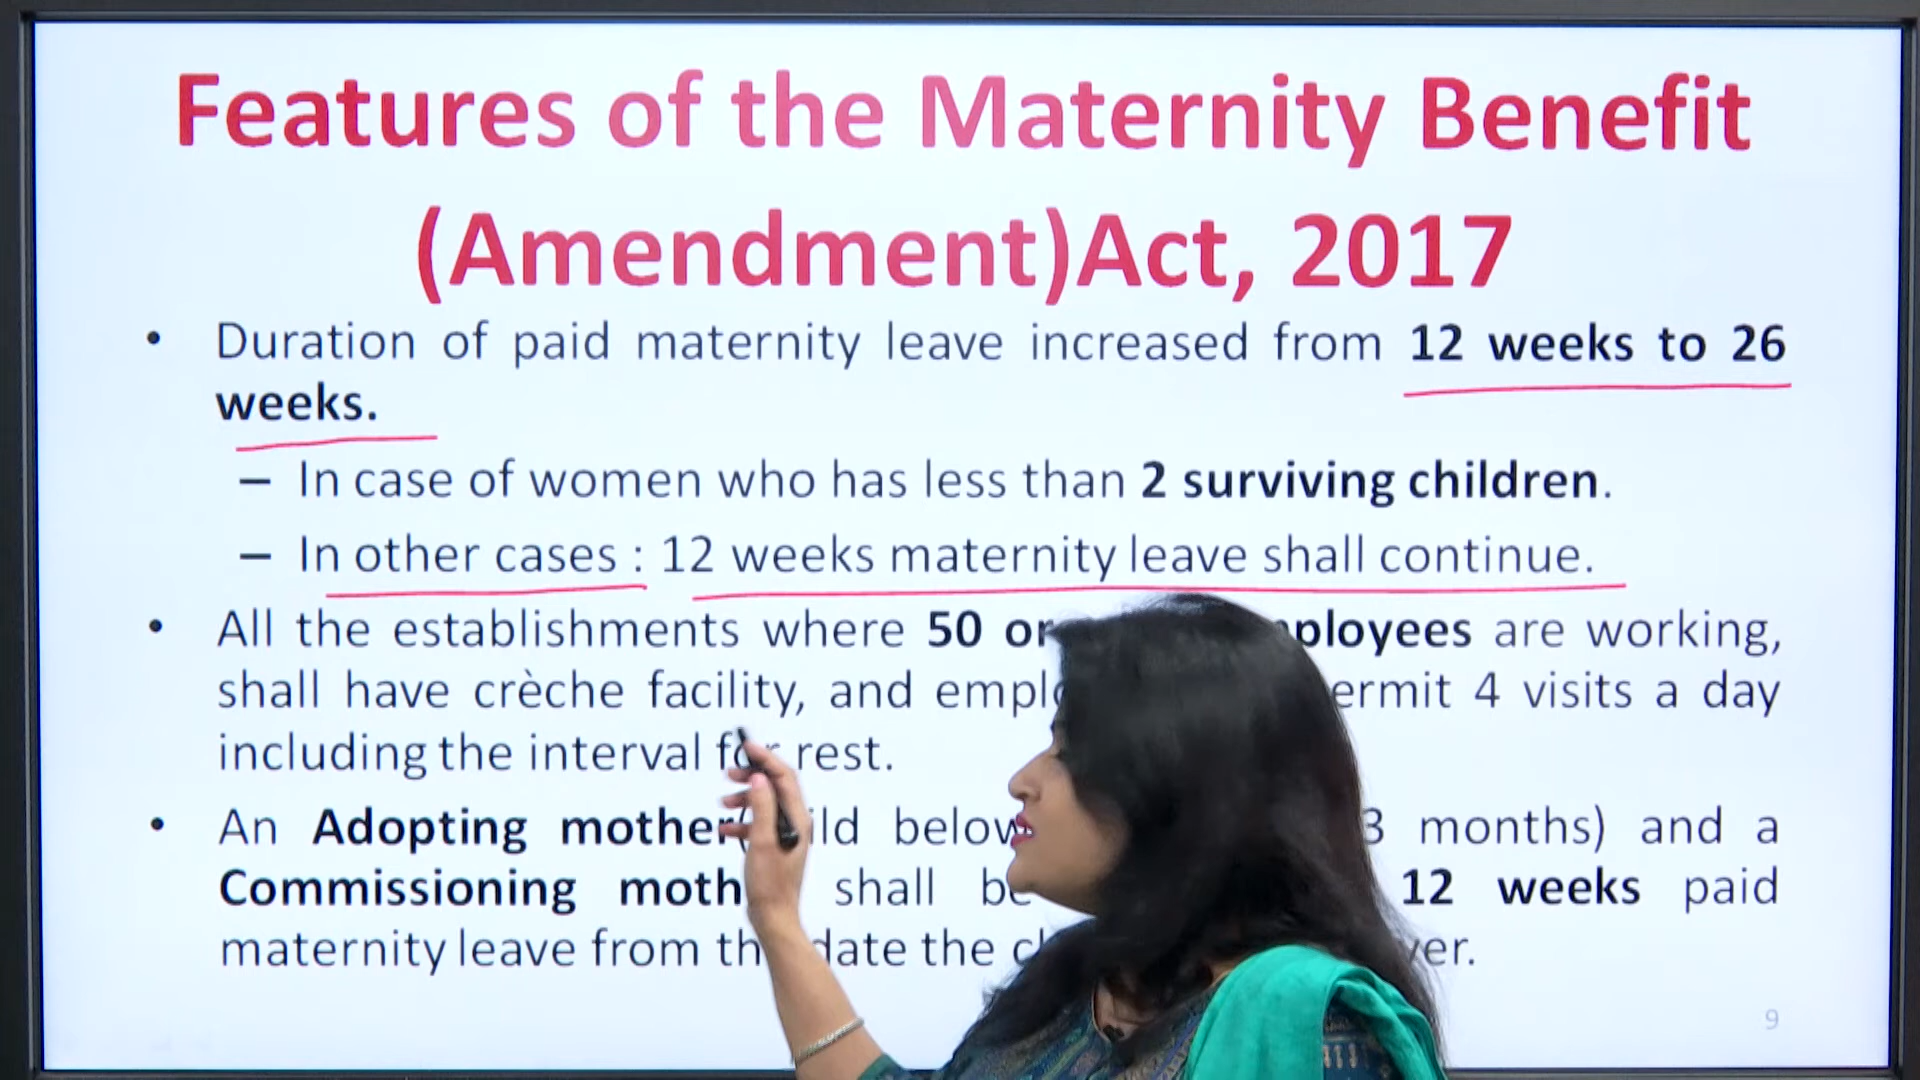 Features of the Maternity Benefit
(Amendment)Act, 2017
• Duration of paid maternity leave increased from 12 weeks to 26
weeks.
– In case of women who has less than 2 surviving children.
– In other cases : 12 weeks maternity leave shall continue.
• All the establishments where 50 or ployees are working,
shall have crèche facility, and emplo ermit 4 visits a day
including the interval for rest.
• An Adopting mother( ild below 3 months) and a
Commissioning moth shall be 12 weeks paid
maternity leave from th date the c ver.
9